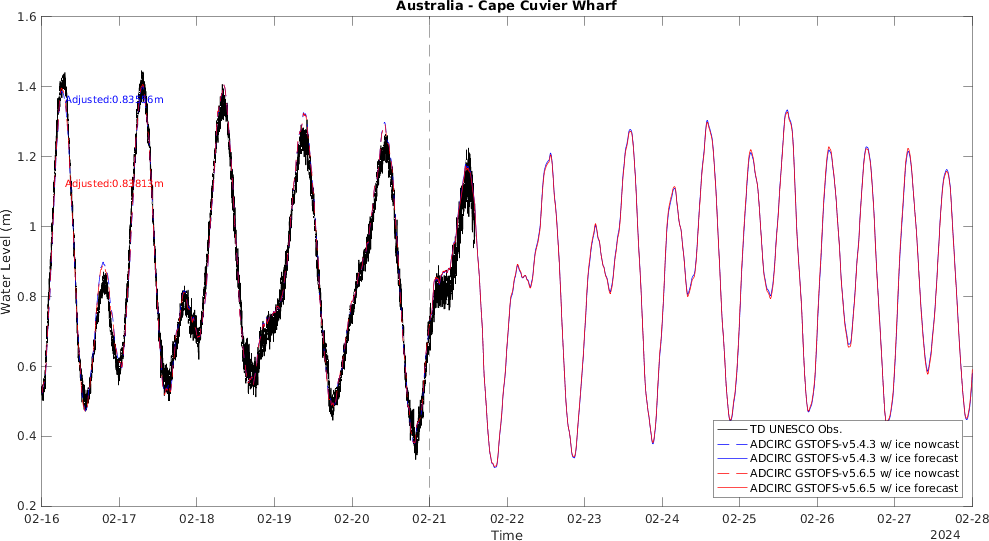 Australia - Cape Cuvier Wharf
1.6
1.4
1.2
1
0.8
0.6
0.4
0.2
Water Level (m)
Adjusted:0.83813m
TD UNESCO Obs.
ADCIRC GSTOFS-v5.4.3 w/ ice nowcast
ADCIRC GSTOFS-v5.4.3 w/ ice forecast
ADCIRC GSTOFS-v5.6.5 w/ ice nowcast
ADCIRC GSTOFS-v5.6.5 w/ ice forecast
02-16 02-17 02-18 02-19 02-20 02-21 02-22 02-23 02-24 02-25 02-26 02-27 02-28
Time
2024